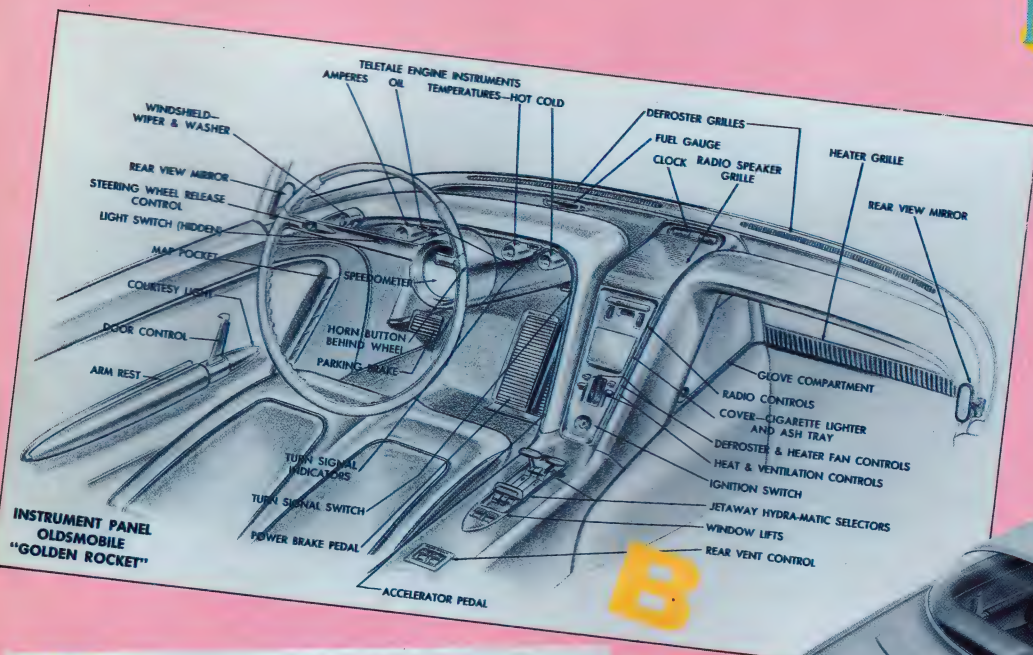 TELETALE ENGINE INSTRUMENTS
AMPERES OIL TEMPERATURES—HOT COLD
WINDSHIELD—
WIPER & WASHER
REAR VIEW MIRROR
STEERING WHEEL RELEASE
CONTROL
LIGHT SWITCH (HIDDEN)
MAP POCKET
COURTESY LIGHT
DOOR CONTROL
ARM REST
SPEEDOMETER
HORN BUTTON
BEHIND WHEEL
PARKING BRAKE
TURN SIGNAL
INDICATORS
TURN SIGNAL SWITCH
POWER BRAKE PEDAL
ACCELERATOR PEDAL
DEFROSTER GRILLES
FUEL GAUGE
CLOCK RADIO SPEAKER
GRILLE
HEATER GRILLE
REAR VIEW MIRROR
GLOVE COMPARTMENT
RADIO CONTROLS
COVER—CIGARETTE LIGHTER
AND ASH TRAY
DEFROSTER & HEATER FAN CONTROLS
HEAT & VENTILATION CONTROLS
IGNITION SWITCH
JETAWAY HYDRA-MATIC SELECTORS
WINDOW LIFTS
REAR VENT CONTROL
INSTRUMENT PANEL
OLDSMOBILE
"GOLDEN ROCKET"
B